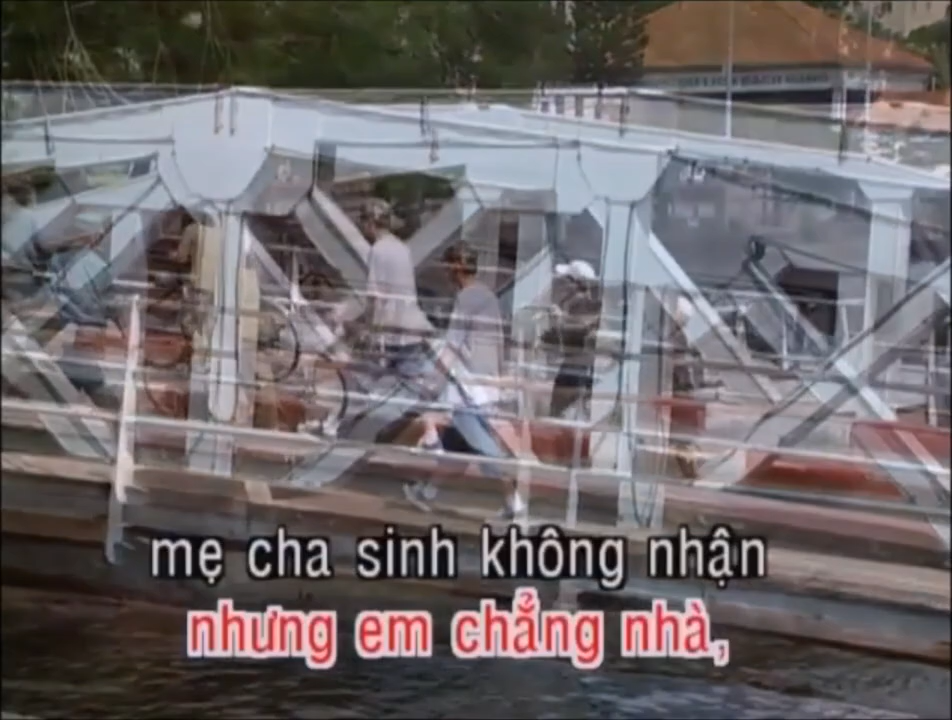 mẹ cha sinh không nhận
nhưng em chẳng nhà,